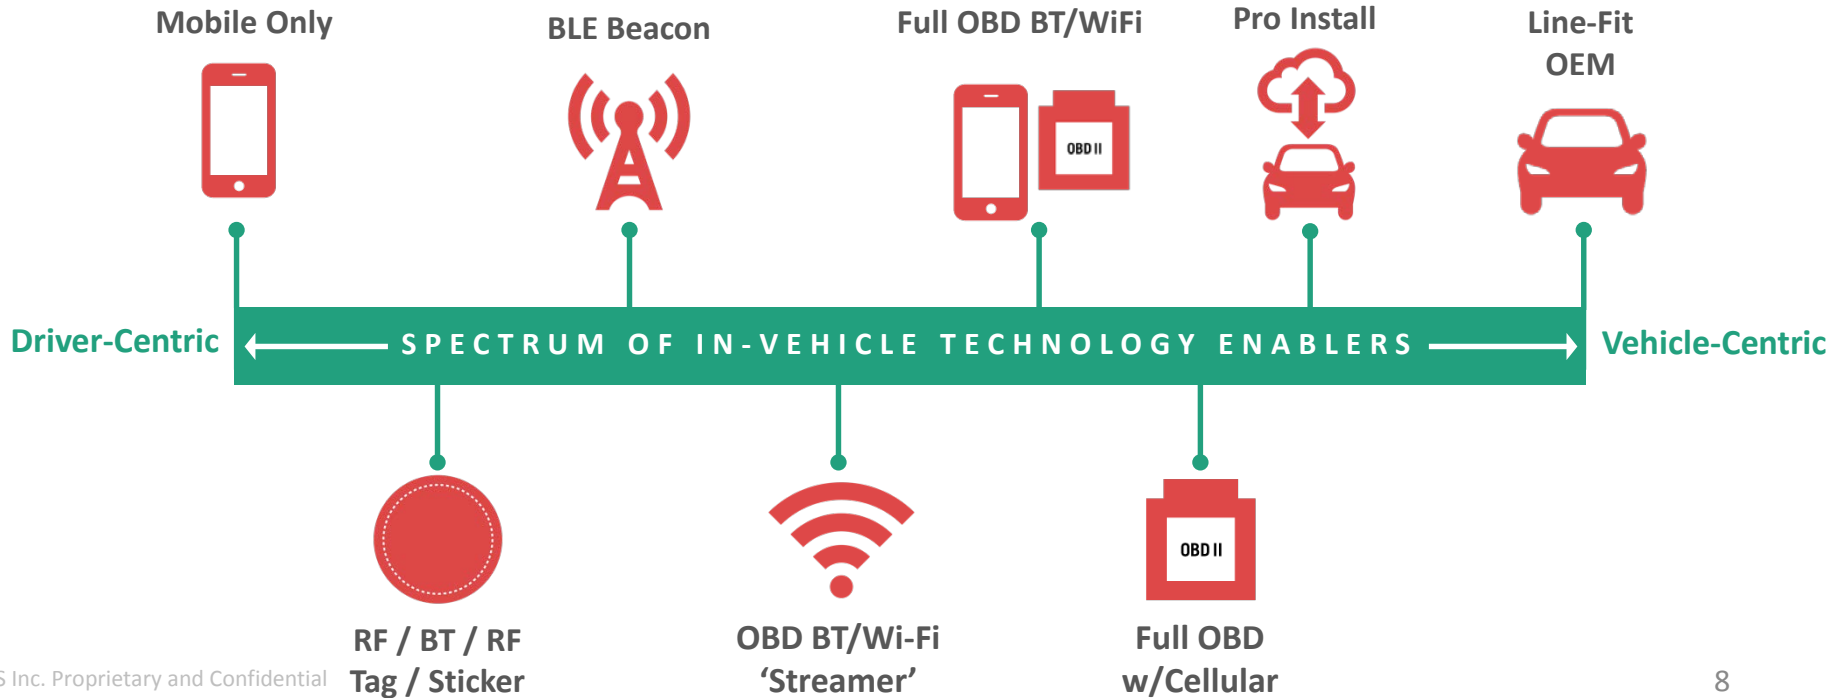 Mobile Only
BLE Beacon
Full OBD BT/WiFi
Pro Install
Line-Fit
OEM
OBD II
Driver-Centric
SPECTRUM OF IN-VEHICLE TECHNOLOGY ENABLERS
Vehicle-Centric
OBD II
RF / BT / RF
Tag / Sticker
OBD BT/Wi-Fi
‘Streamer’
Full OBD
w/Cellular
S Inc. Proprietary and Confidential
8